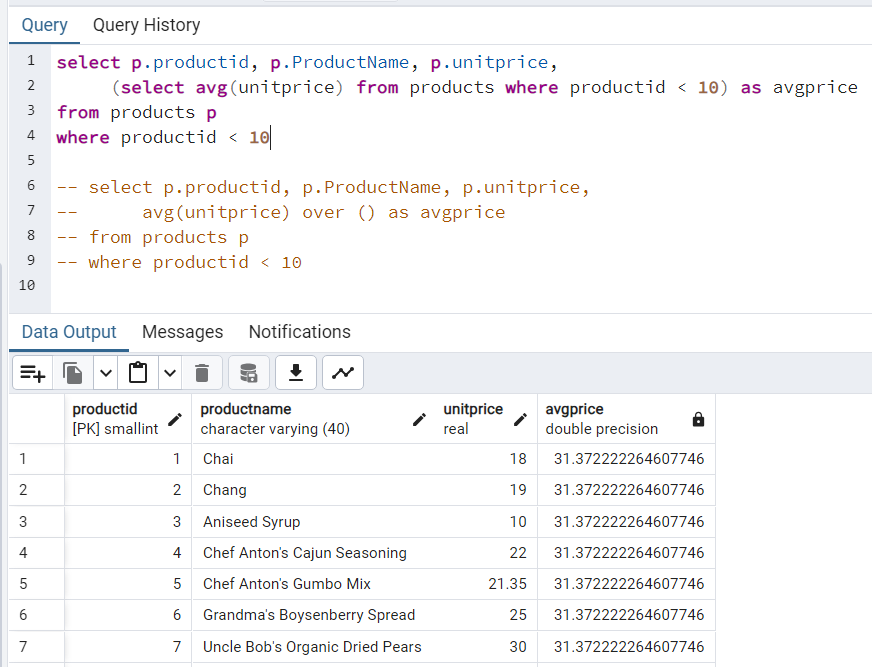 Query Query History
1 select p.productid, p.ProductName, p.unitprice,
2 (select avg(unitprice) from products where productid < 10) as avgprice
3 from products p
4 where productid < 10
5
6 -- select p.productid, p.ProductName, p.unitprice,
7 -- avg(unitprice) over () as avgprice
8 -- from products p
9 -- where productid < 10
10
Data Output Messages Notifications
productid productname unitprice avgprice
[PK] smallint character varying (40) real double precision
1 1 Chai 18 31.372222264607746
2 2 Chang 19 31.372222264607746
3 3 Aniseed Syrup 10 31.372222264607746
4 4 Chef Anton's Cajun Seasoning 22 31.372222264607746
5 5 Chef Anton's Gumbo Mix 21.35 31.372222264607746
6 6 Grandma's Boysenberry Spread 25 31.372222264607746
7 7 Uncle Bob's Organic Dried Pears 30 31.372222264607746